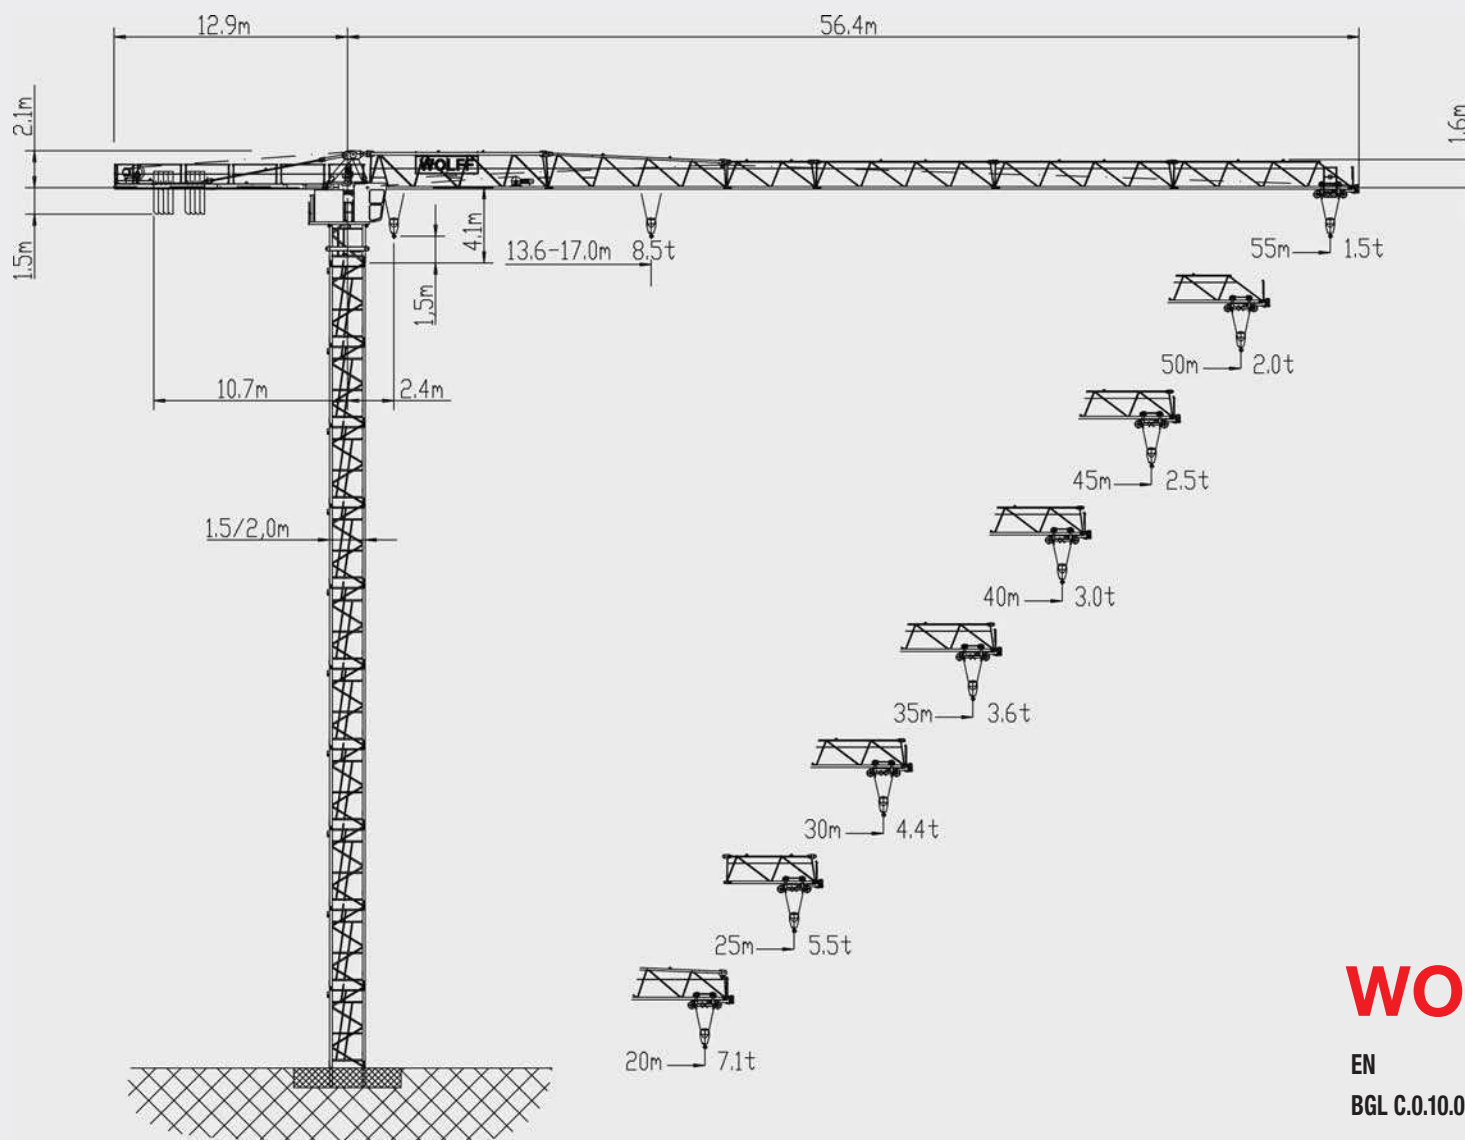 12.9m
56.4m
2.1m
1.6m
WOLFF
1.5m
4.1m
13.6-17.0m 8.5t
1,5m
55m 1.5t
10.7m
2.4m
50m 2.0t
45m 2.5t
1.5/2,0m
40m 3.0t
35m 3.6t
30m 4.4t
25m 5.5t
20m 7.1t
WO
EN
BGL C.0.10.0